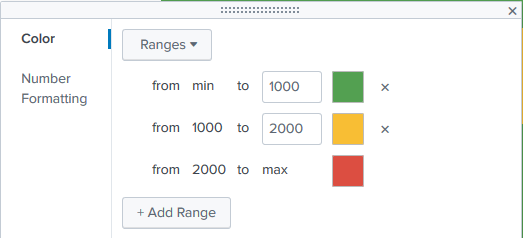 Color
Ranges
from min to 1000
Number
Formatting
from 1000 to 2000
from 2000 to max
+ Add Range